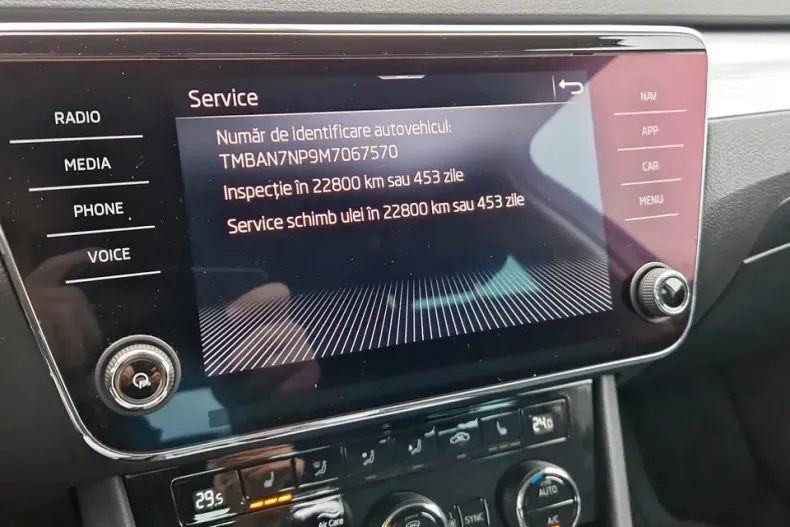 Service
Număr de identificare autovehicul:
TMBAN7NP9M7067570
Inspecție în 22800 km sau 453 zile
Service schimb ulei în 22800 km sau 453 zile
RADIO
MEDIA
PHONE
VOICE
NAV
APP
CAR
MENU
29.5
Air Care
SYNC
24.0
AUTO
A/C